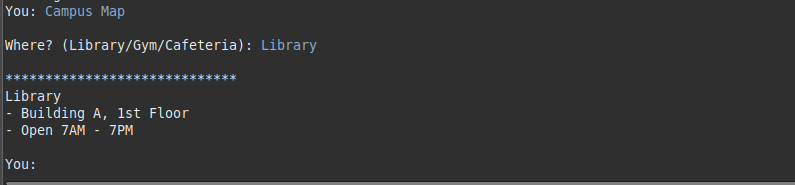 You: Campus Map
Where? (Library/Gym/Cafeteria): Library
*****************************
Library
- Building A, 1st Floor
- Open 7AM - 7PM
You: